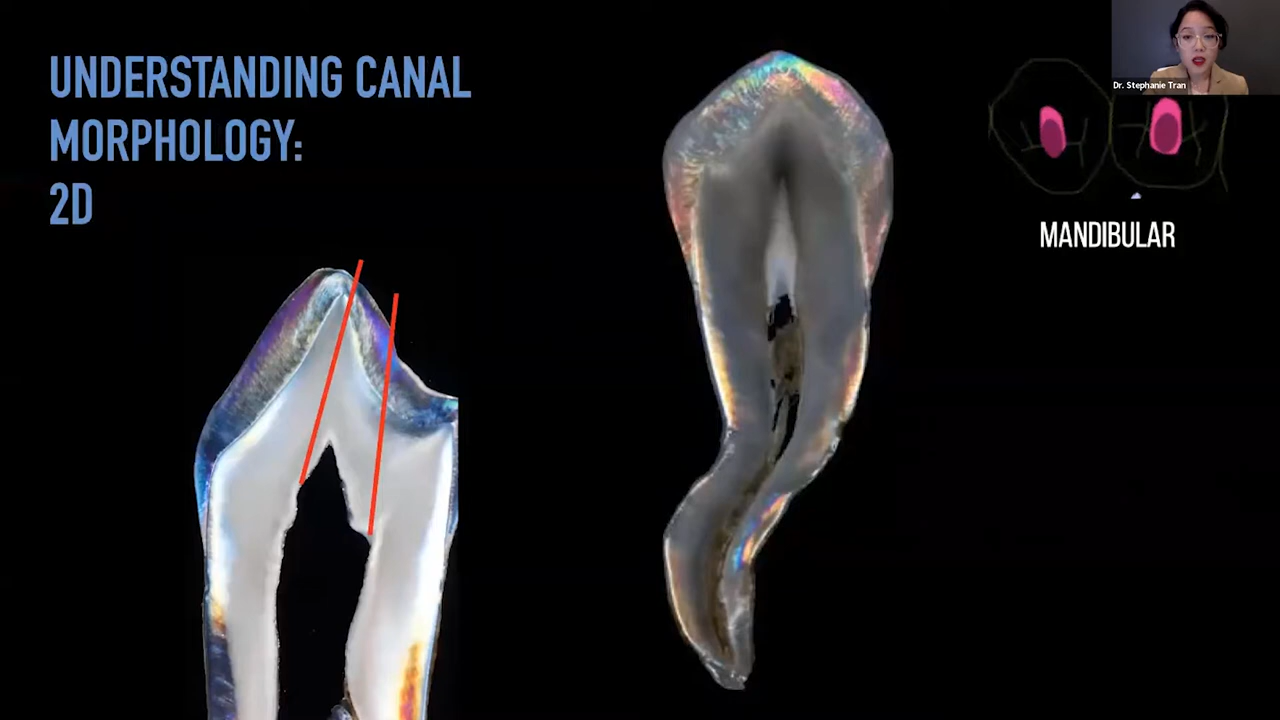 UNDERSTANDING CANAL
MORPHOLOGY:
2D
Dr. Stephanie Tran
MANDIBULAR